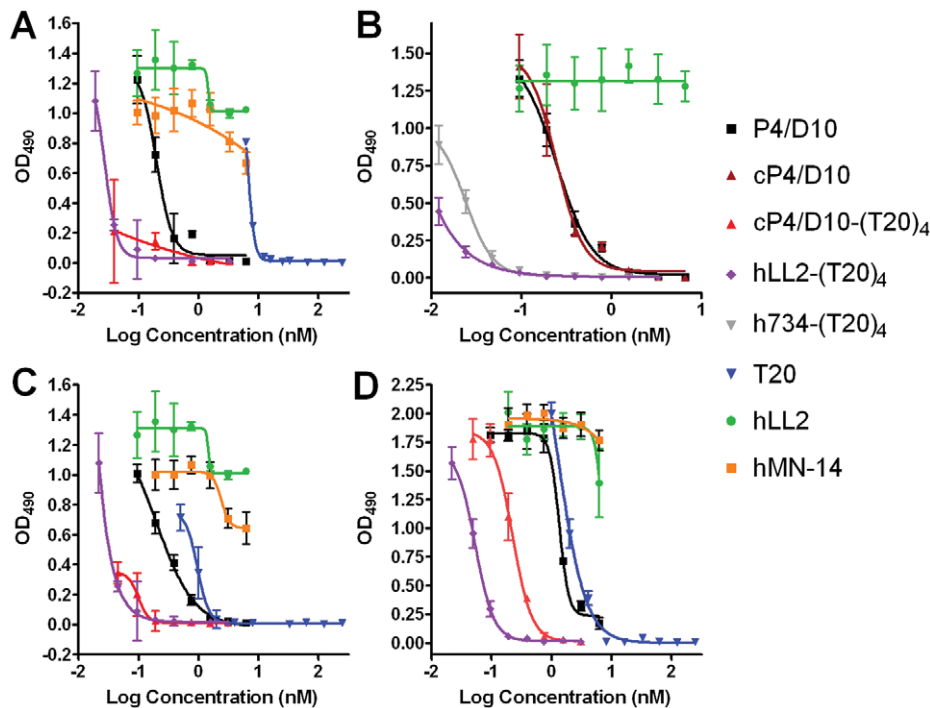 A
OD490
1.6
1.4
1.2
1.0
0.8
0.6
0.4
0.2
0.0
-0.2
-2
-1
0
1
2
Log Concentration (nM)
B
OD490
1.50
1.25
1.00
0.75
0.50
0.25
0.00
-2
-1
0
1
Log Concentration (nM)
C
OD490
1.6
1.4
1.2
1.0
0.8
0.6
0.4
0.2
0.0
-0.2
-2
-1
0
1
2
Log Concentration (nM)
D
OD490
2.25
2.00
1.75
1.50
1.25
1.00
0.75
0.50
0.25
0.00
-2
-1
0
1
2
Log Concentration (nM)
P4/D10
cP4/D10
cP4/D10-(T20)4
hLL2-(T20)4
h734-(T20)4
T20
hLL2
hMN-14